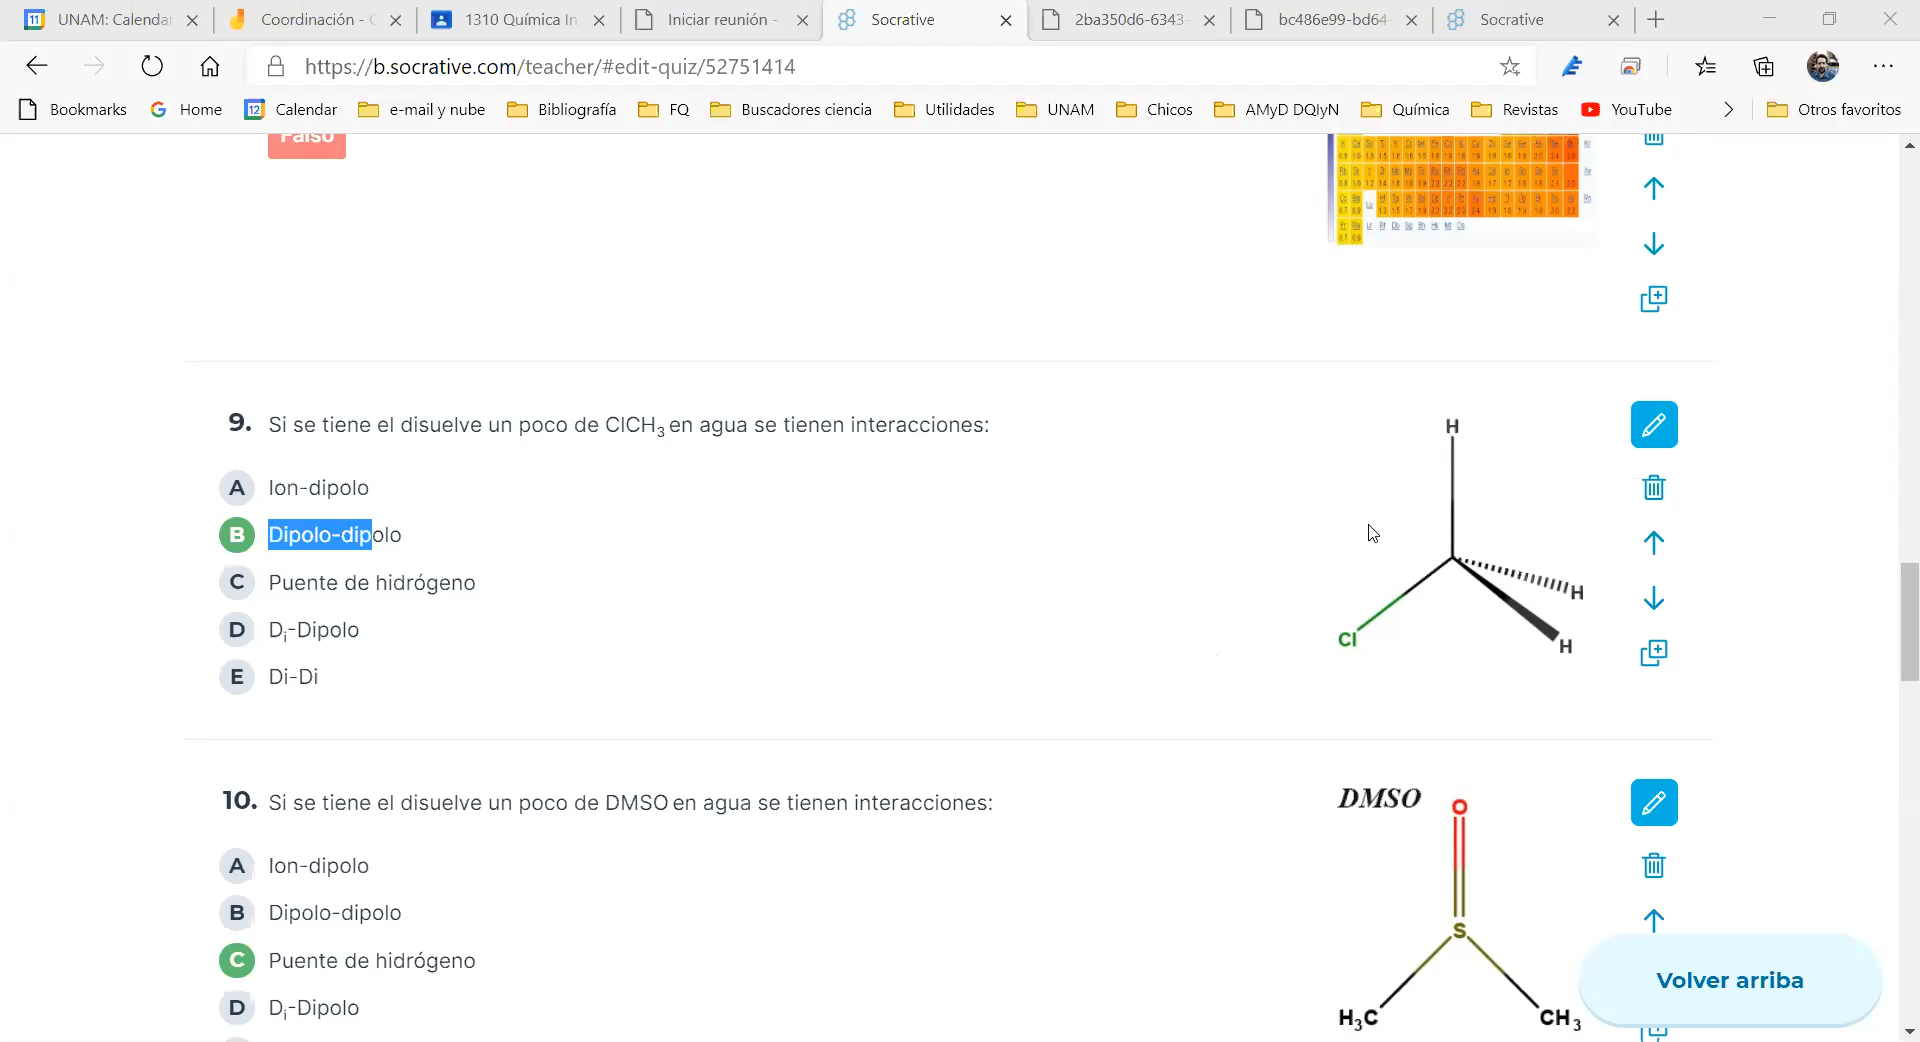 UNAM: Calendar
Coordinación - C
1310 Química In
Iniciar reunión -
Socrative
2ba350d6-6343-
bc486e99-bd64-
Socrative
https://b.socrative.com/teacher/#edit-quiz/52751414
Bookmarks
Home
Calendar
e-mail y nube
Bibliografía
FQ
Buscadores ciencia
Utilidades
UNAM
Chicos
AMyD DQIyN
Química
Revistas
YouTube
Otros favoritos
Falso
9. Si se tiene el disuelve un poco de ClCH₃ en agua se tienen interacciones:
A Ion-dipolo
B Dipolo-dipolo
C Puente de hidrógeno
D Dᵢ-Dipolo
E Di-Di
H
H
H
Cl
10. Si se tiene el disuelve un poco de DMSO en agua se tienen interacciones:
A Ion-dipolo
B Dipolo-dipolo
C Puente de hidrógeno
D Dᵢ-Dipolo
DMSO
O
S
H₃C
CH₃
Volver arriba